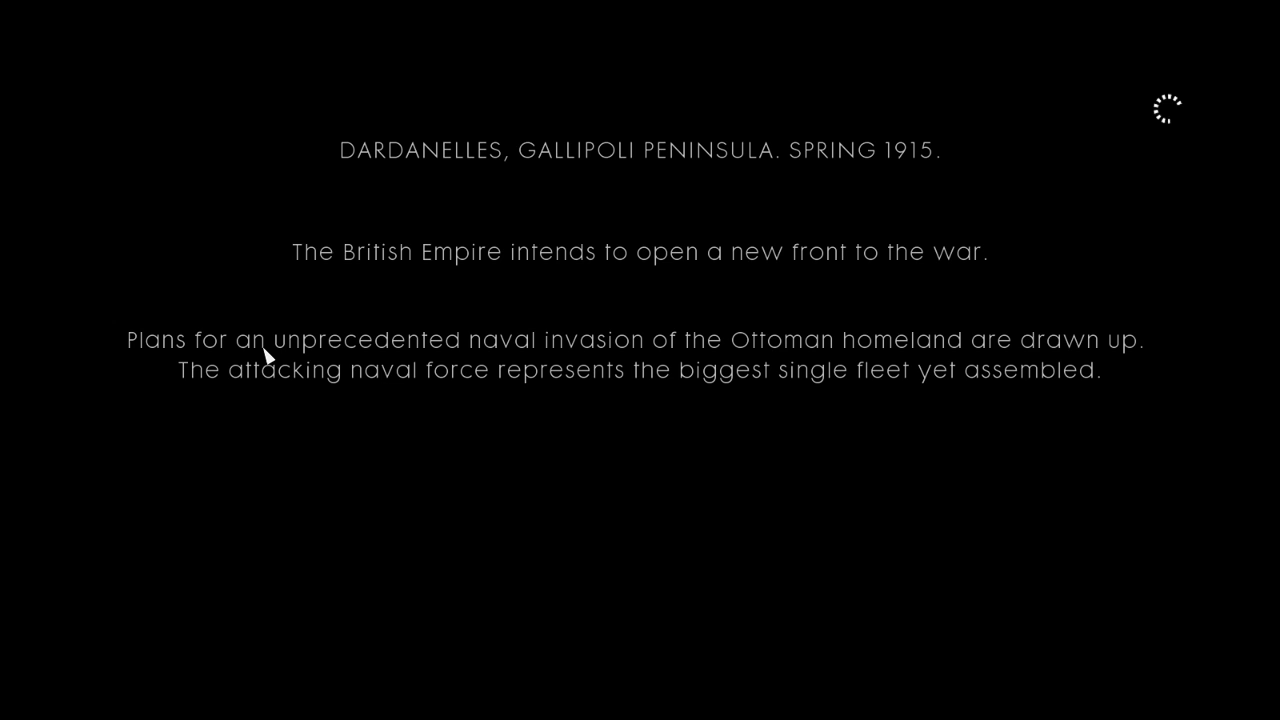 DARDANELLES, GALLIPOLI PENINSULA. SPRING 1915.
The British Empire intends to open a new front to the war.
Plans for an unprecedented naval invasion of the Ottoman homeland are drawn up.
The attacking naval force represents the biggest single fleet yet assembled.